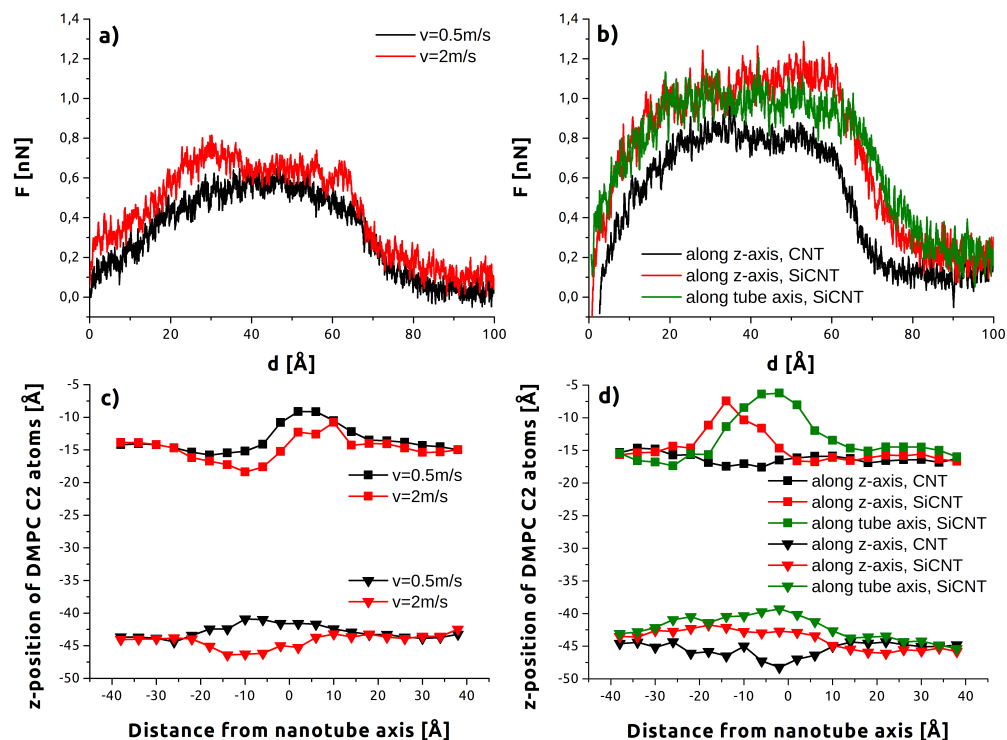 a)
v=0.5m/s
v=2m/s
F [nN]
1,4
1,2
1,0
0,8
0,6
0,4
0,2
0,0
0 20 40 60 80 100
d [Å]
b)
F [nN]
1,4
1,2
1,0
0,8
0,6
0,4
0,2
0,0
along z-axis, CNT
along z-axis, SiCNT
along tube axis, SiCNT
0 20 40 60 80 100
d [Å]
c)
z-position of DMPC C2 atoms [Å]
-5
-10
-15
-20
-25
-30
-35
-40
-45
-50
v=0.5m/s
v=2m/s
v=0.5m/s
v=2m/s
-40 -30 -20 -10 0 10 20 30 40
Distance from nanotube axis [Å]
d)
z-position of DMPC C2 atoms [Å]
-5
-10
-15
-20
-25
-30
-35
-40
-45
-50
along z-axis, CNT
along z-axis, SiCNT
along tube axis, SiCNT
along z-axis, CNT
along z-axis, SiCNT
along tube axis, SiCNT
-40 -30 -20 -10 0 10 20 30 40
Distance from nanotube axis [Å]